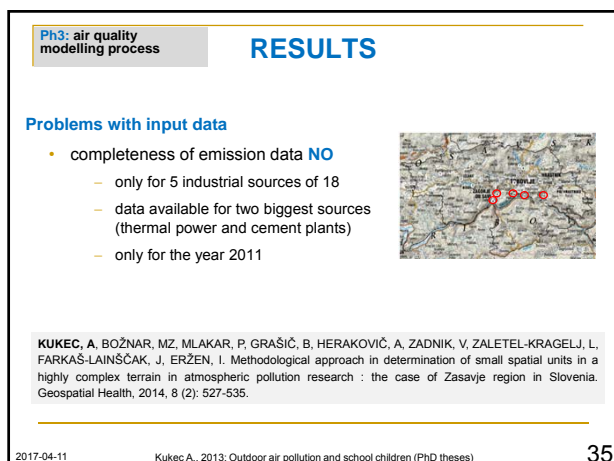 Ph3: air quality
modelling process
RESULTS
Problems with input data
• completeness of emission data NO
– only for 5 industrial sources of 18
– data available for two biggest sources
(thermal power and cement plants)
– only for the year 2011
KUKEC, A, BOŽNAR, MZ, MLAKAR, P, GRAŠIČ, B, HERAKOVIČ, A, ZADNIK, V, ZALETEL-KRAGELJ, L,
FARKAŠ-LAINŠČAK, J, ERŽEN, I. Methodological approach in determination of small spatial units in a
highly complex terrain in atmospheric pollution research : the case of Zasavje region in Slovenia.
Geospatial Health, 2014, 8 (2): 527-535.
2017-04-11
Kukec A., 2013: Outdoor air pollution and school children (PhD theses)
35